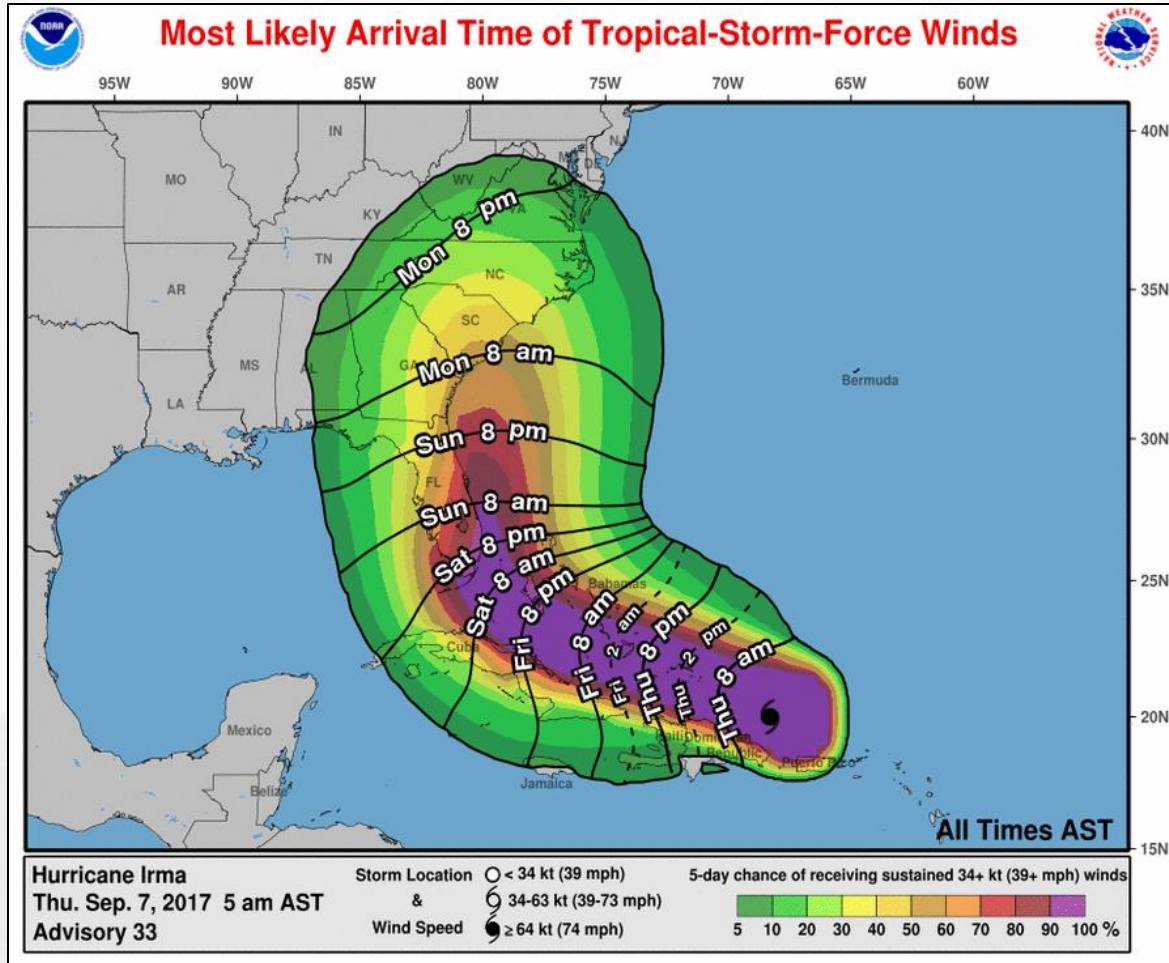 Most Likely Arrival Time of Tropical-Storm-Force Winds
NOAA
NATIONAL WEATHER SERVICE
95W 90W 85W 80W 75W 70W 65W 60W
40N
35N
30N
25N
20N
15N
IN
NJ
DE
MO
WV
KY
VA
TN
NC
AR
SC
MS
AL
GA
LA
Bermuda
FL
Bahamas
Cuba
Mexico
Belize
Jamaica
Dominican
Republic
Puerto Rico
Mon 8 pm
Mon 8 am
Sun 8 pm
Sun 8 am
Sat 8 pm
Sat 8 am
Fri 8 pm
Fri 8 am
Fri 2 am
Thu 8 pm
Thu 2 pm
Thu 8 am
All Times AST
Hurricane Irma
Thu. Sep. 7, 2017 5 am AST
Advisory 33
Storm Location
&
Wind Speed
< 34 kt (39 mph)
34-63 kt (39-73 mph)
≥ 64 kt (74 mph)
5-day chance of receiving sustained 34+ kt (39+ mph) winds
5 10 20 30 40 50 60 70 80 90 100 %